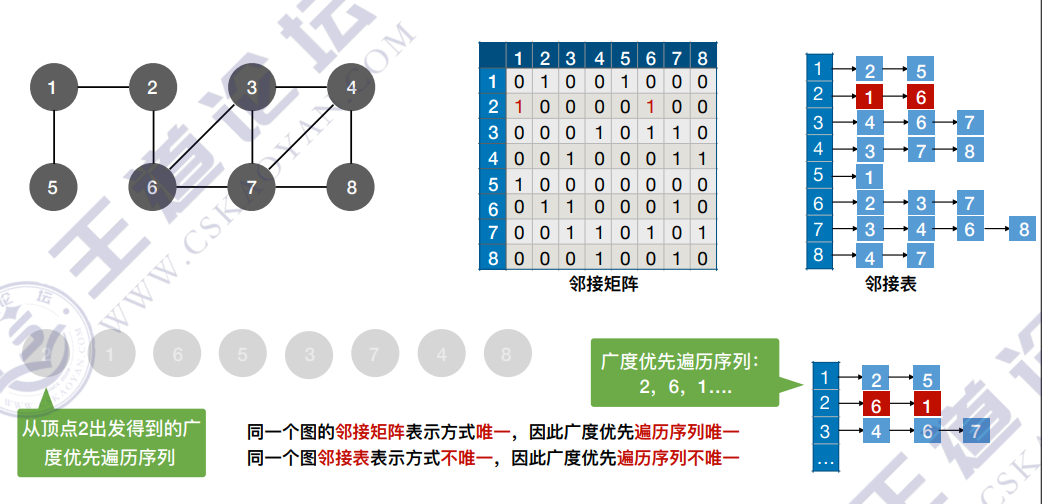 1 2 3 4
5 6 7 8
1 2 3 4 5 6 7 8
1 0 1 0 0 1 0 0 0
2 1 0 0 0 0 1 0 0
3 0 0 0 1 0 1 1 0
4 0 0 1 0 0 0 1 1
5 1 0 0 0 0 0 0 0
6 0 1 1 0 0 0 1 0
7 0 0 1 1 0 1 0 1
8 0 0 0 1 0 0 1 0
邻接矩阵
1 2 5
2 1 6
3 4 6 7
4 3 7 8
5 1
6 2 3 7
7 3 4 6 8
8 4 7
邻接表
2 1 6 5 3 7 4 8
从顶点2出发得到的广
度优先遍历序列
广度优先遍历序列：
2，6，1....
1 2 5
2 6 1
3 4 6 7
...
同一个图的邻接矩阵表示方式唯一，因此广度优先遍历序列唯一
同一个图邻接表表示方式不唯一，因此广度优先遍历序列不唯一
王道论坛
WWW.CSKAOYAN.COM